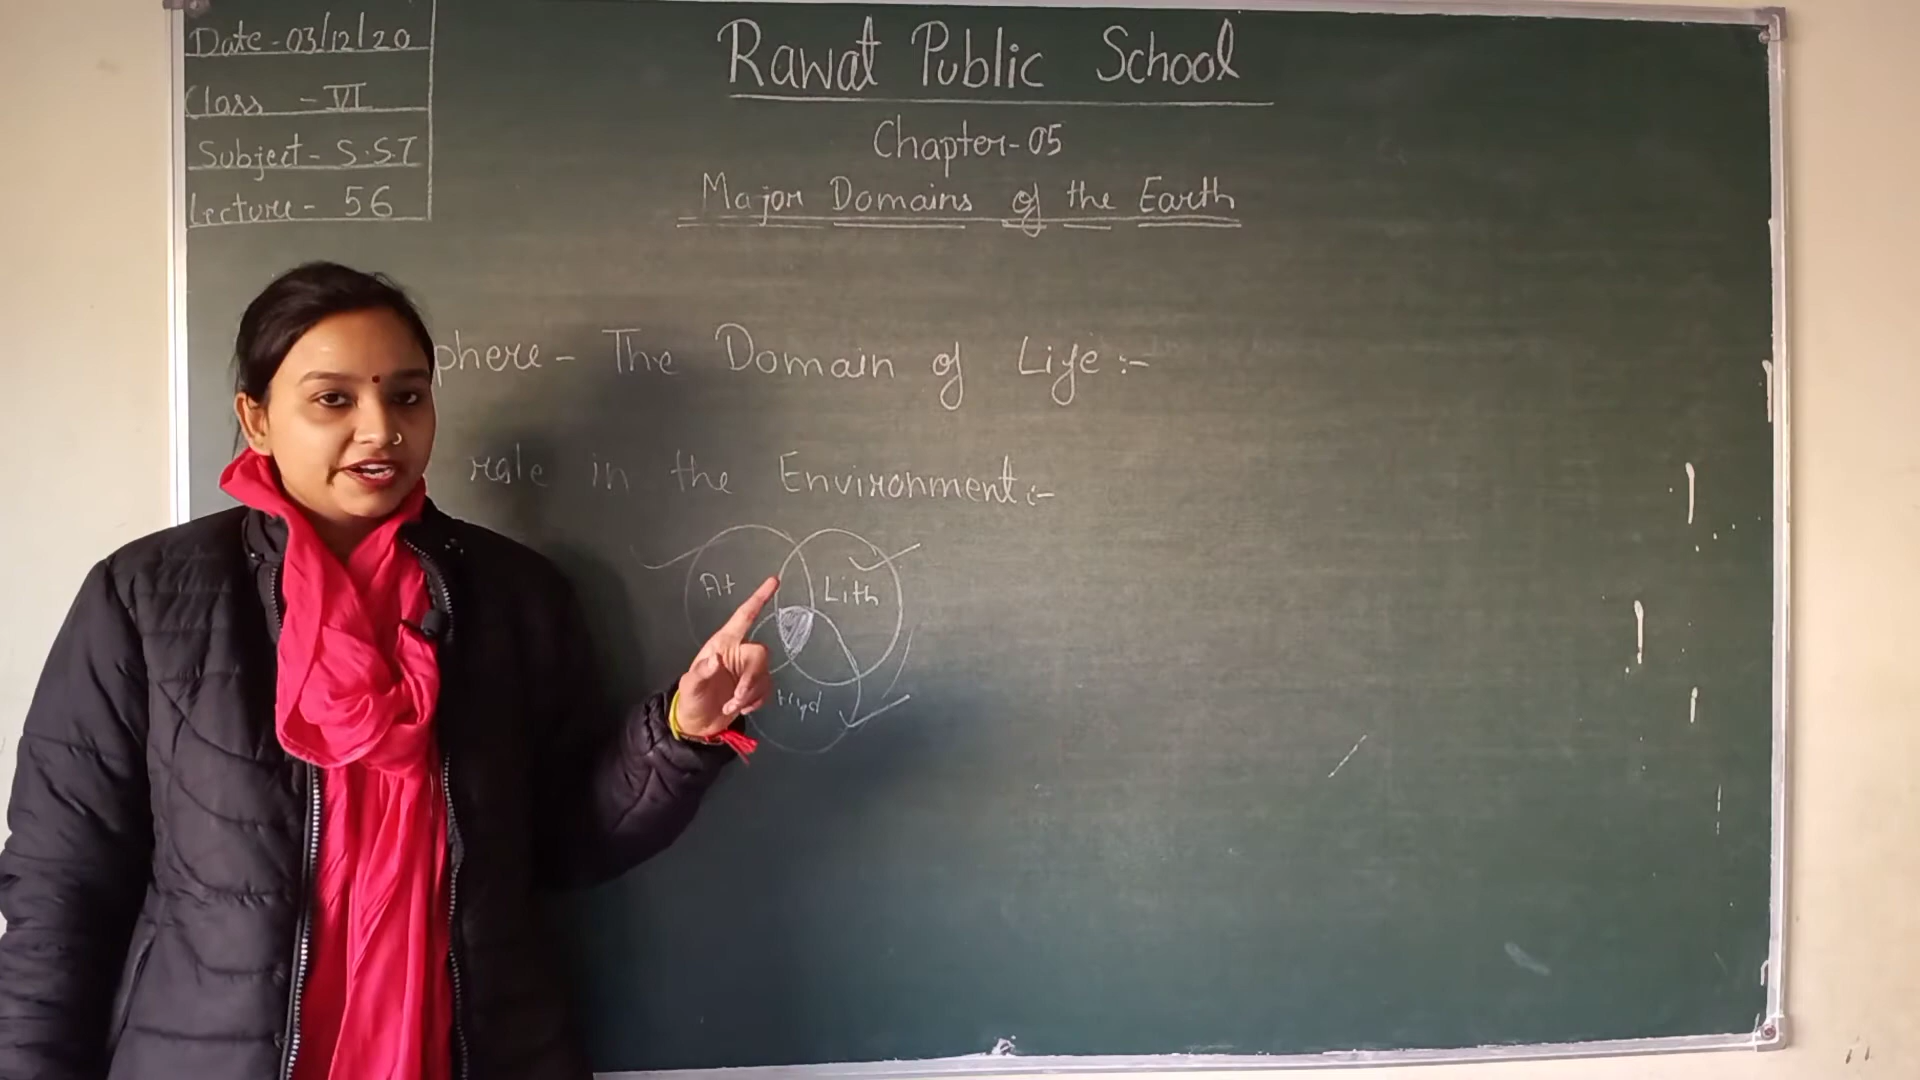 Date - 03/12/20
Class - VI
Subject - S.ST
Lecture - 56
Rawat Public School
Chapter-05
Major Domains of the Earth
phere - The Domain of Life :-
role in the Environment :-
At
Lith
Hyd